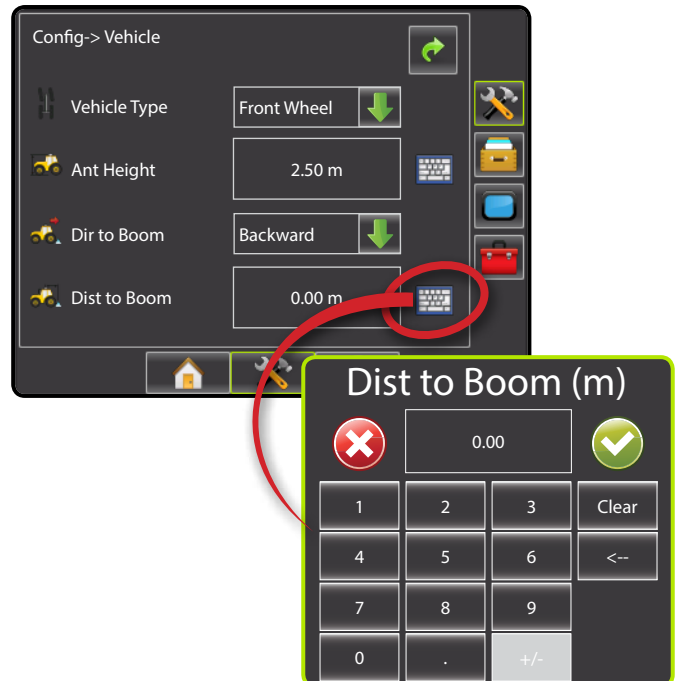 Config-> Vehicle
Vehicle Type Front Wheel
Ant Height 2.50 m
Dir to Boom Backward
Dist to Boom 0.00 m
Dist to Boom (m)
0.00
1 2 3 Clear
4 5 6 <--
7 8 9
0 . +/-